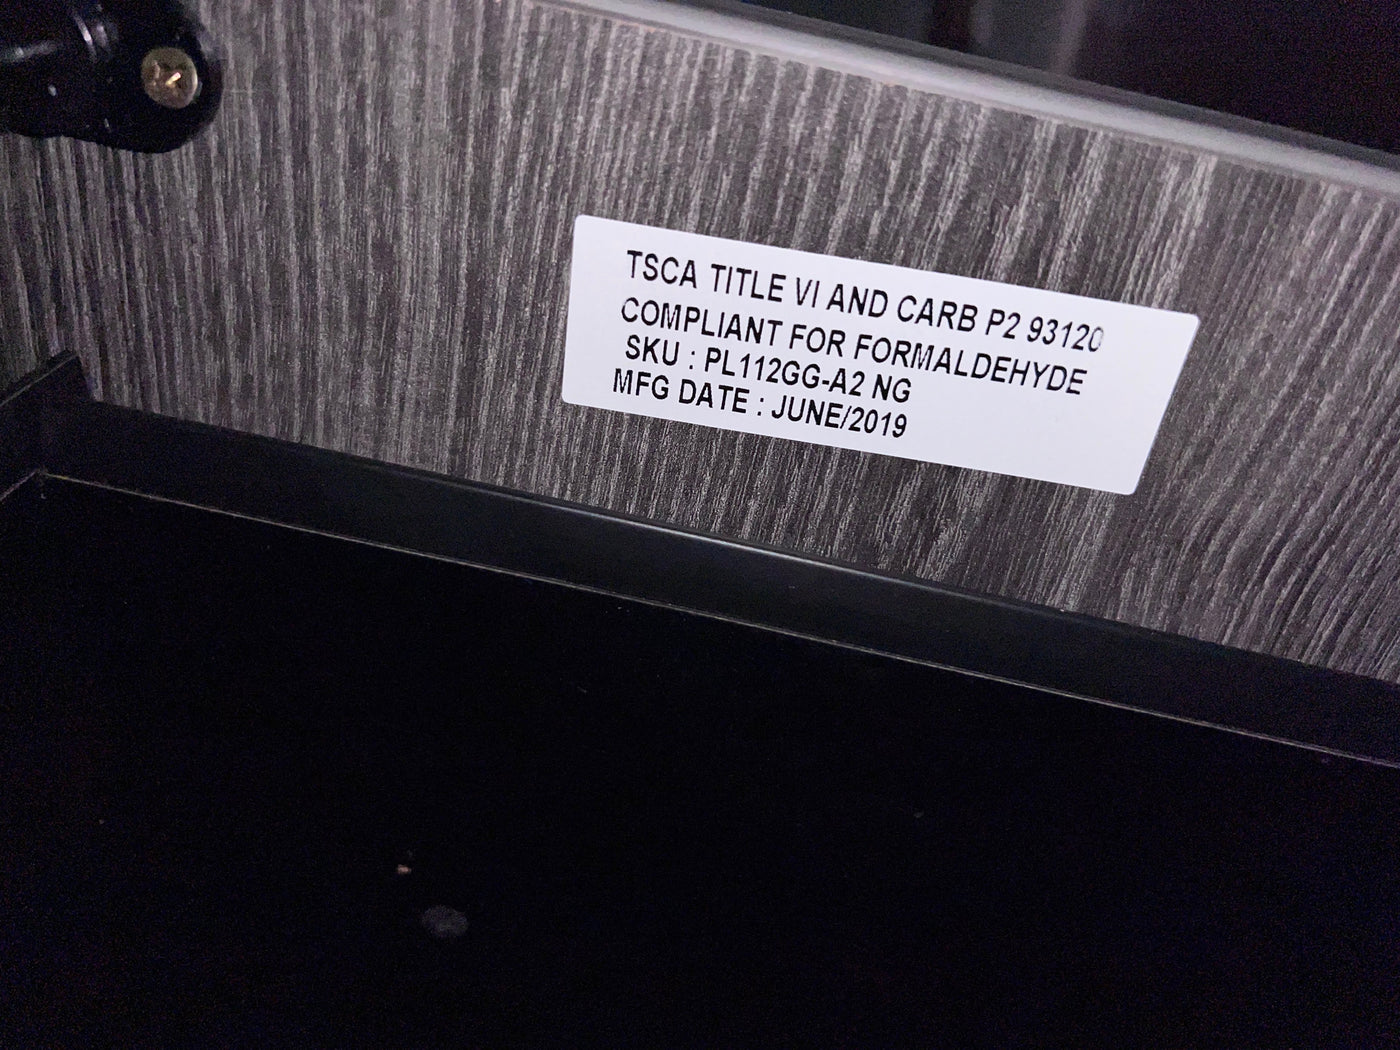 TSCA TITLE VI AND CARB P2 93120
COMPLIANT FOR FORMALDEHYDE
SKU : PL112GG-A2 NG
MFG DATE : JUNE/2019